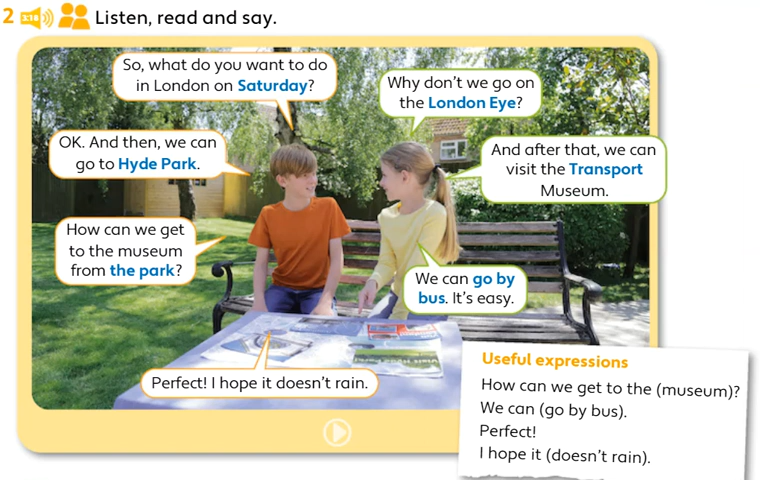 2 Listen, read and say.
So, what do you want to do
in London on Saturday?
Why don't we go on
the London Eye?
OK. And then, we can
go to Hyde Park.
And after that, we can
visit the Transport
Museum.
How can we get
to the museum
from the park?
We can go by
bus. It's easy.
Perfect! I hope it doesn't rain.
Useful expressions
How can we get to the (museum)?
We can (go by bus).
Perfect!
I hope it (doesn't rain).